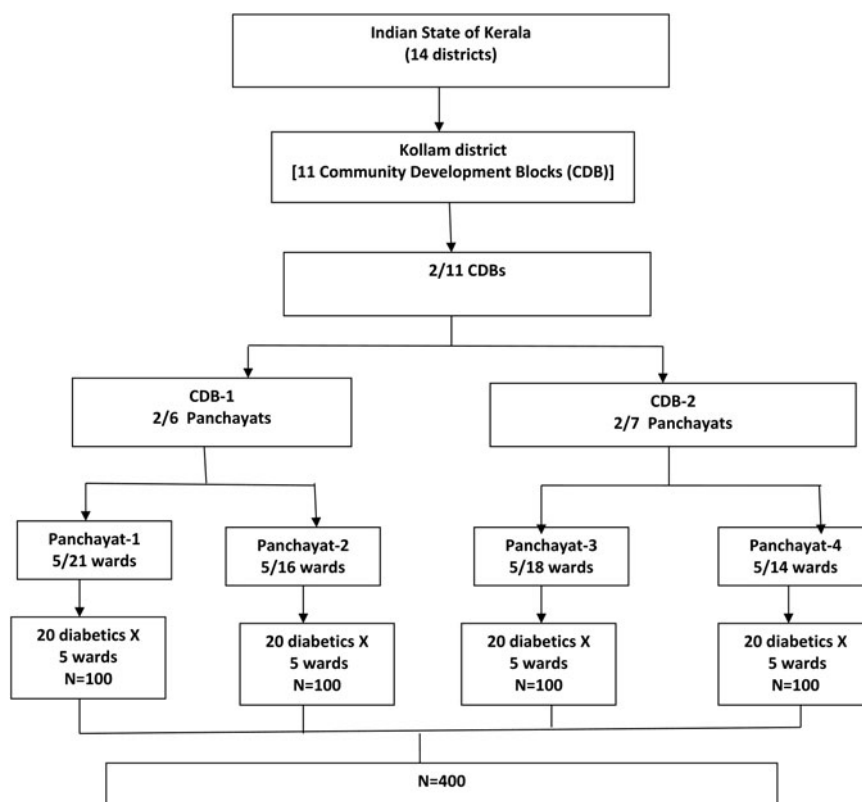 Indian State of Kerala
(14 districts)
Kollam district
[11 Community Development Blocks (CDB)]
2/11 CDBs
CDB-1
2/6 Panchayats
CDB-2
2/7 Panchayats
Panchayat-1
5/21 wards
Panchayat-2
5/16 wards
Panchayat-3
5/18 wards
Panchayat-4
5/14 wards
20 diabetics X
5 wards
N=100
20 diabetics X
5 wards
N=100
20 diabetics X
5 wards
N=100
20 diabetics X
5 wards
N=100
N=400